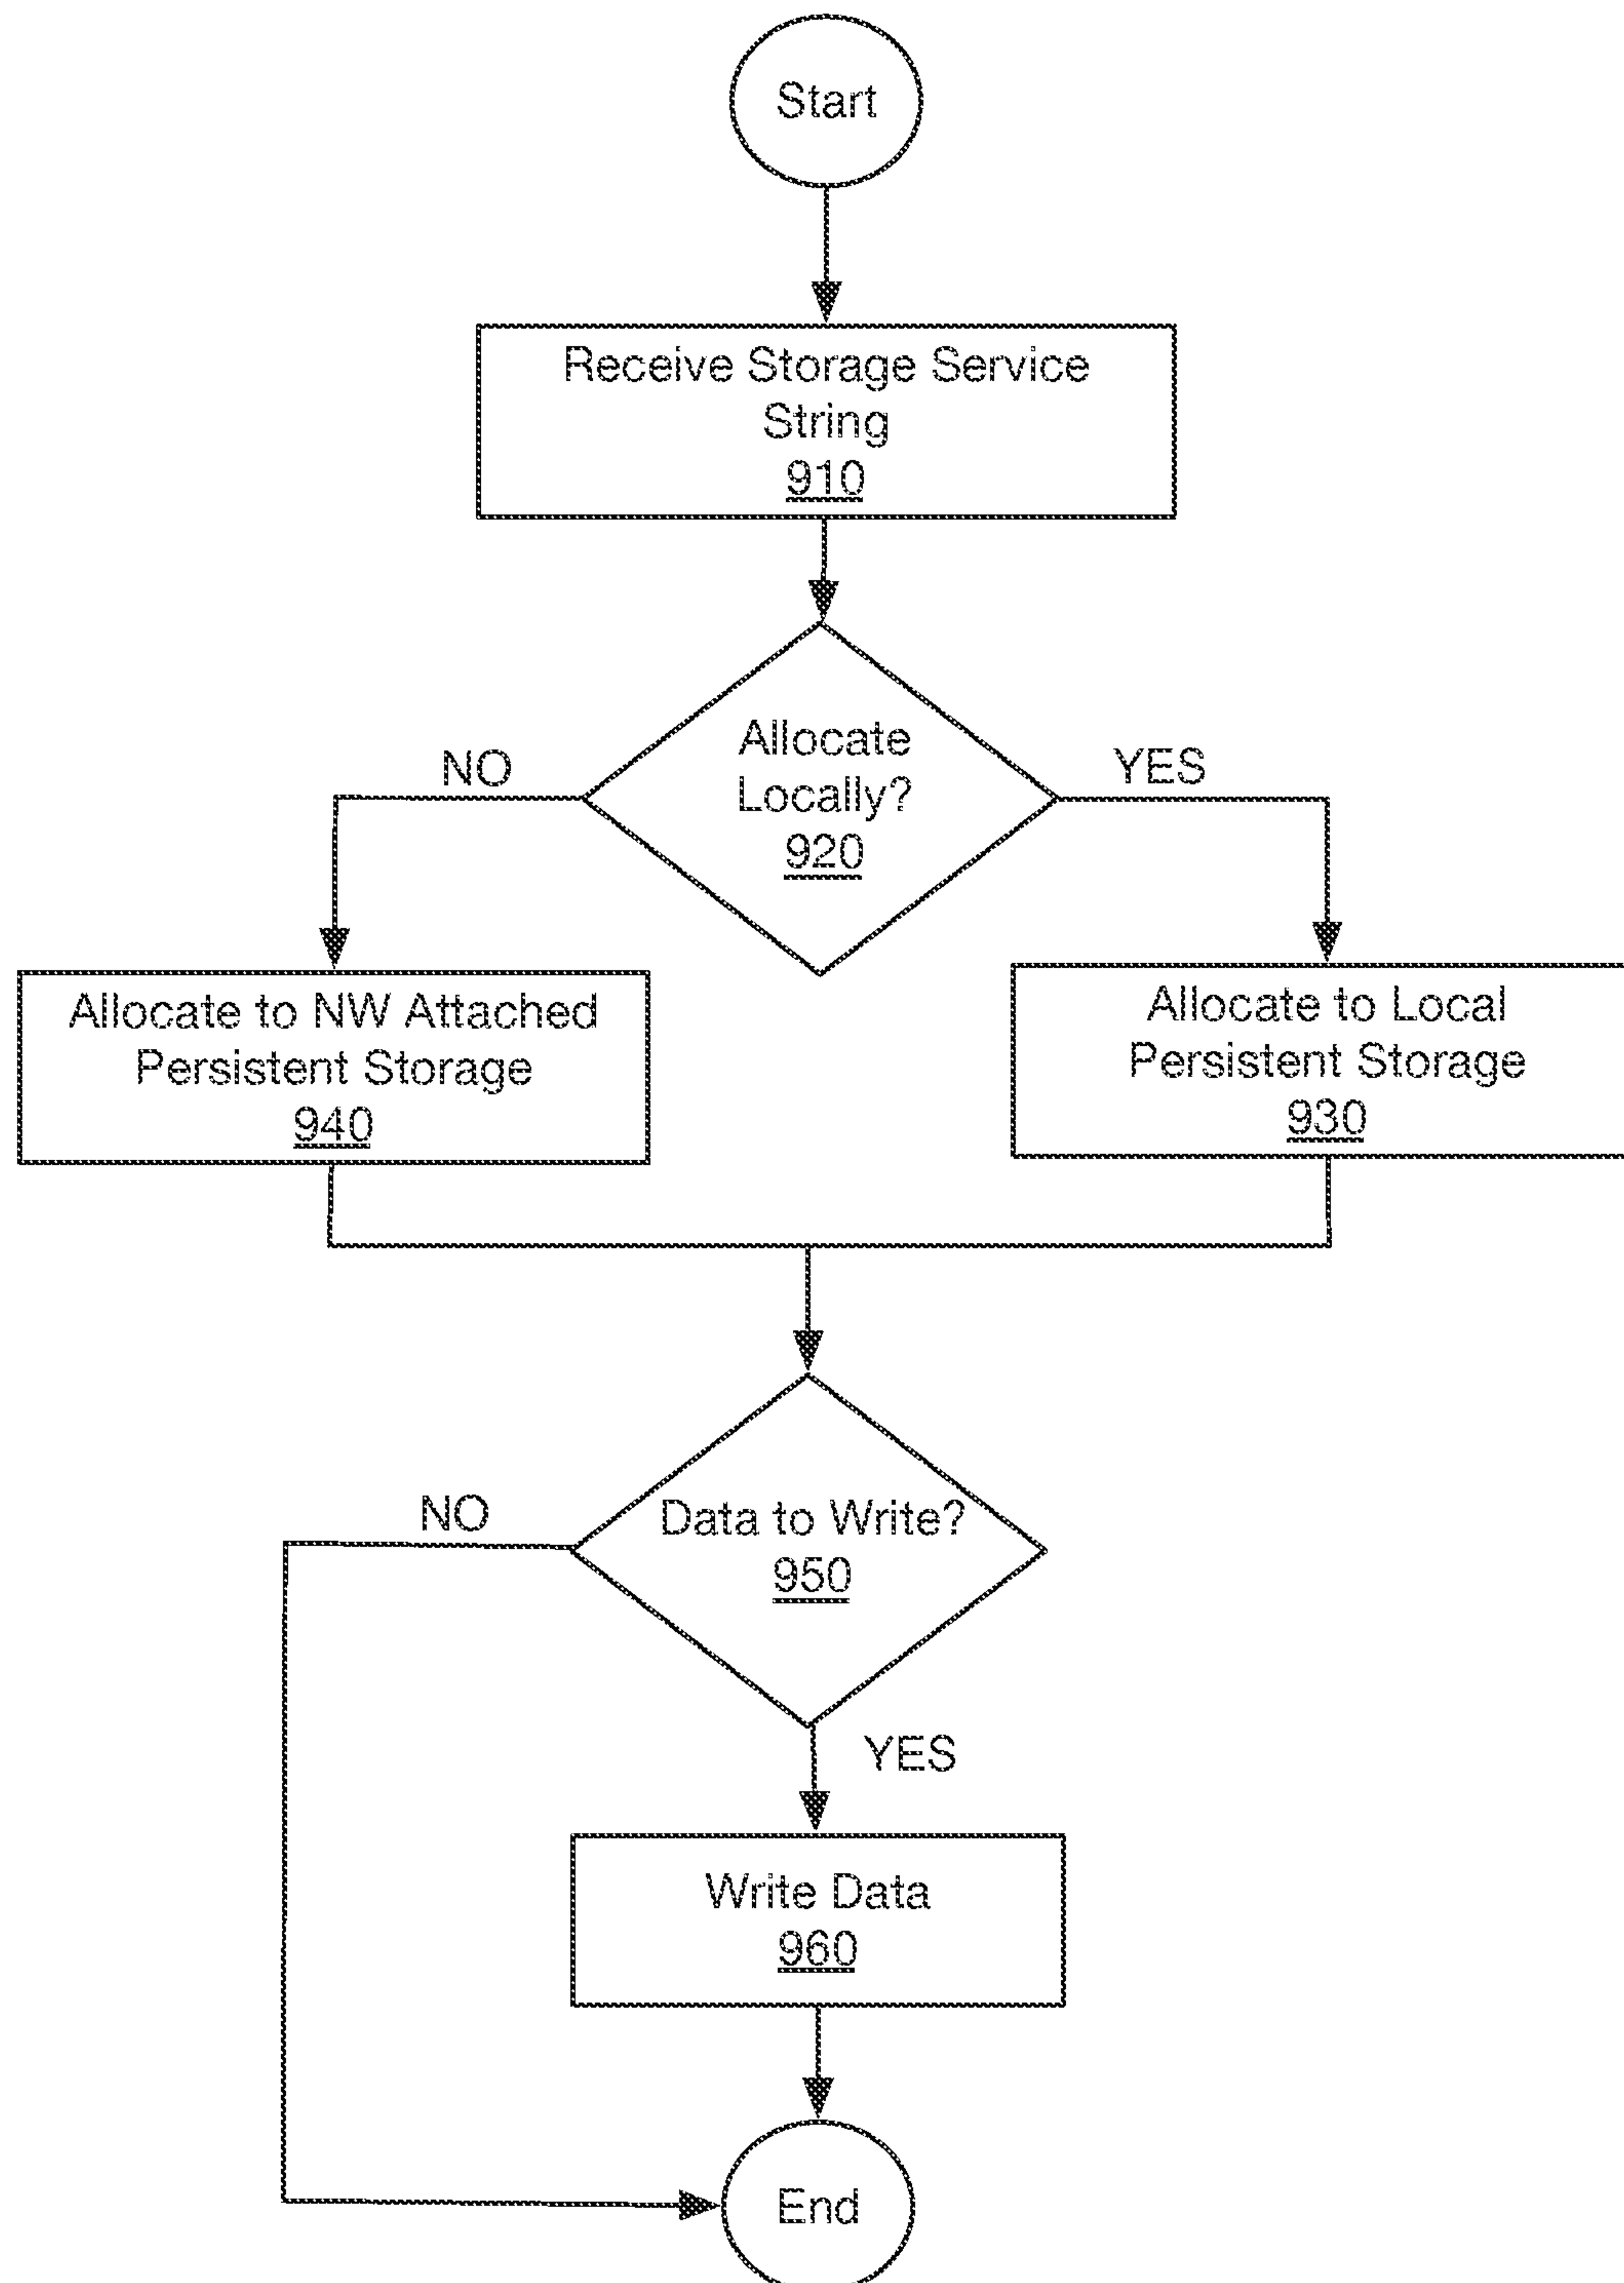 Start
Receive Storage Service
String
910
Allocate
Locally?
920
NO
YES
Allocate to NW Attached
Persistent Storage
940
Allocate to Local
Persistent Storage
930
Data to Write?
950
NO
YES
Write Data
960
End